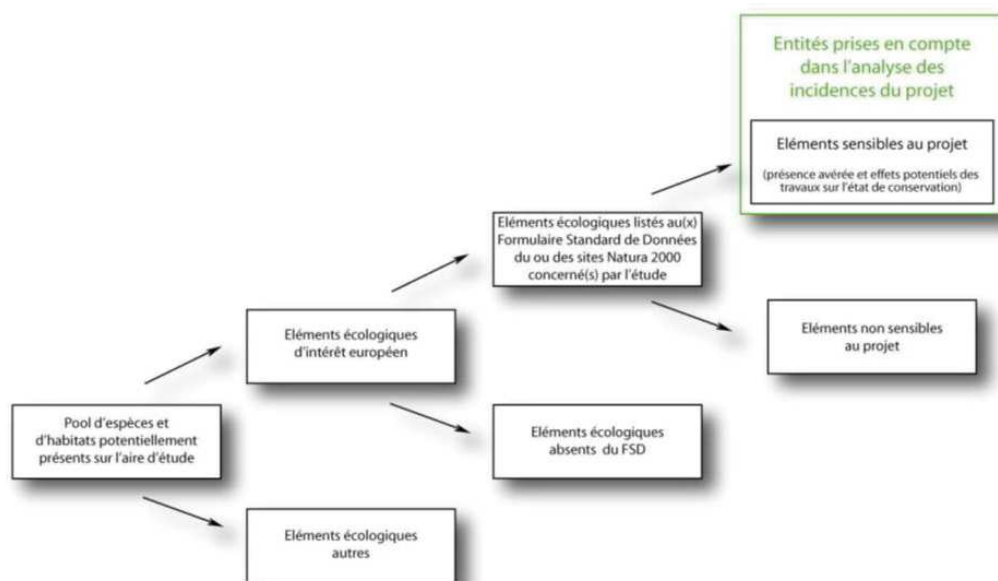 Entités prises en compte
dans l'analyse des
incidences du projet
Eléments sensibles au projet
(présence avérée et effets potentiels des
travaux sur l'état de conservation)
Eléments écologiques listés au(x)
Formulaire Standard de Données
du ou des sites Natura 2000
concerné(s) par l'étude
Eléments non sensibles
au projet
Eléments écologiques
d'intérêt européen
Eléments écologiques
absents du FSD
Pool d'espèces et
d'habitats potentiellement
présents sur l'aire d'étude
Eléments écologiques
autres